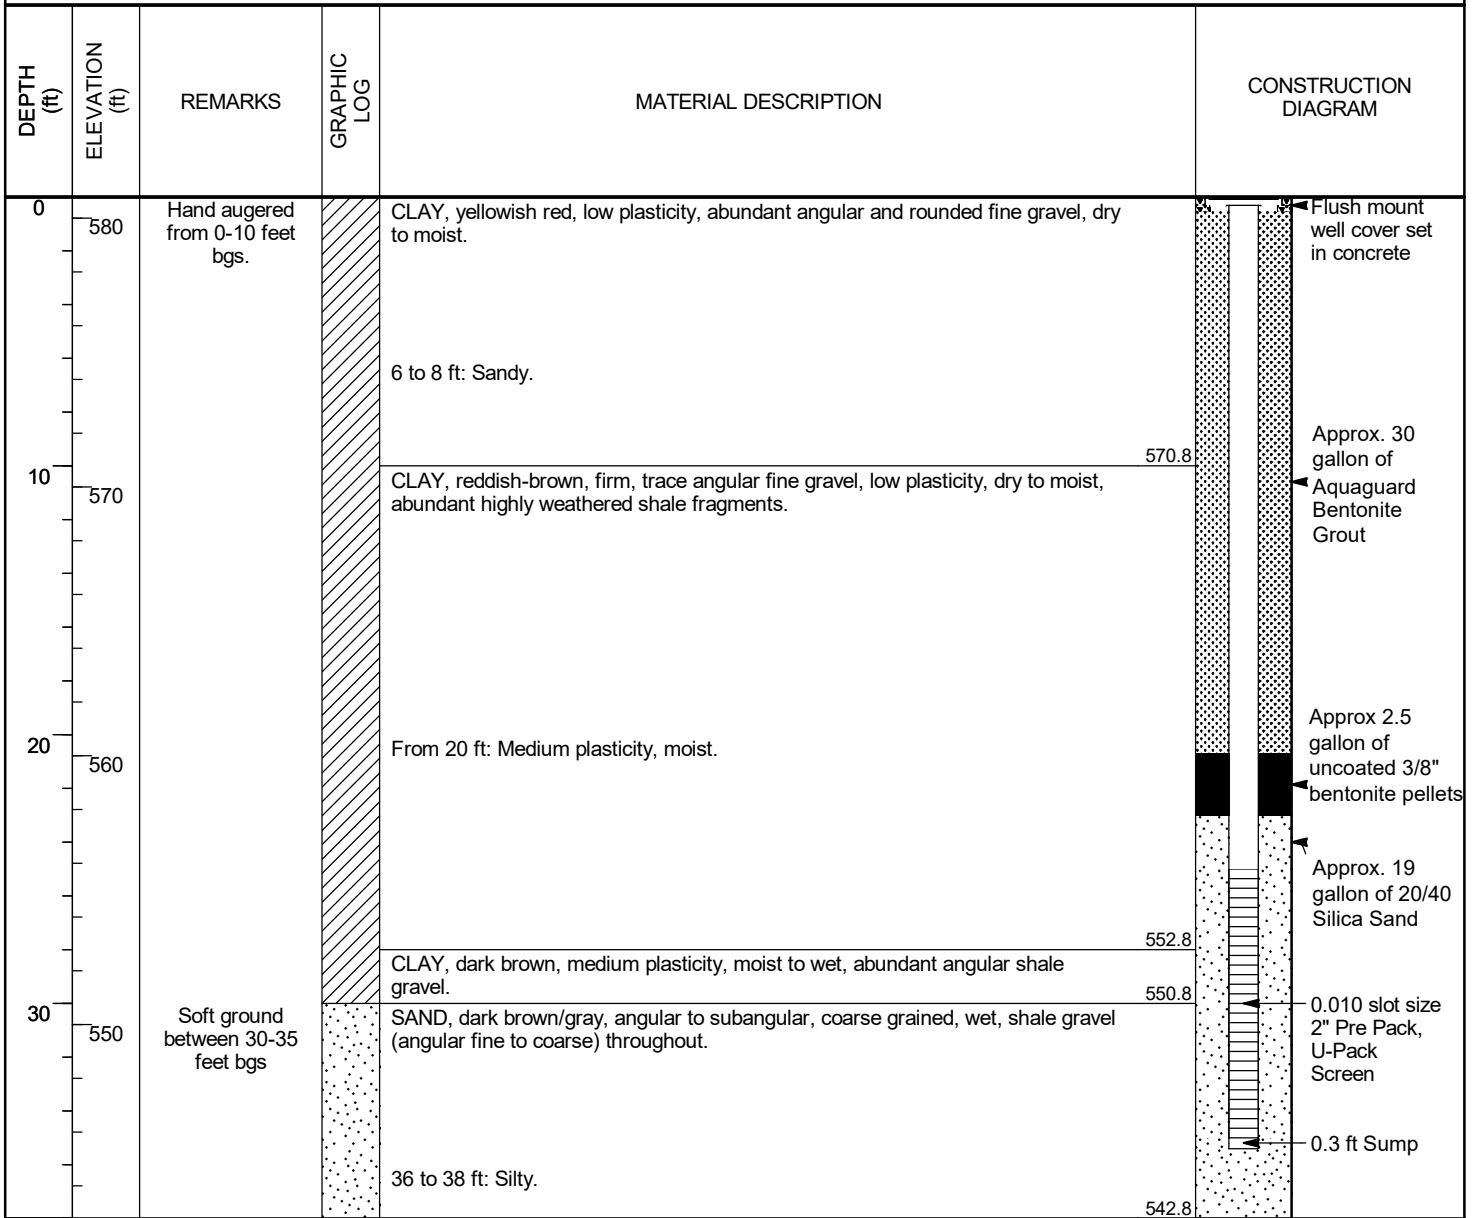 DEPTH
(ft)
ELEVATION
(ft)
REMARKS
GRAPHIC
LOG
MATERIAL DESCRIPTION
CONSTRUCTION
DIAGRAM
0
580
Hand augered
from 0-10 feet
bgs.
CLAY, yellowish red, low plasticity, abundant angular and rounded fine gravel, dry
to moist.
Flush mount
well cover set
in concrete
6 to 8 ft: Sandy.
570.8
Approx. 30
gallon of
Aquaguard
Bentonite
Grout
10
570
CLAY, reddish-brown, firm, trace angular fine gravel, low plasticity, dry to moist,
abundant highly weathered shale fragments.
20
560
From 20 ft: Medium plasticity, moist.
Approx 2.5
gallon of
uncoated 3/8"
bentonite pellets
Approx. 19
gallon of 20/40
Silica Sand
552.8
CLAY, dark brown, medium plasticity, moist to wet, abundant angular shale
gravel.
550.8
30
550
Soft ground
between 30-35
feet bgs
SAND, dark brown/gray, angular to subangular, coarse grained, wet, shale gravel
(angular fine to coarse) throughout.
0.010 slot size
2" Pre Pack,
U-Pack
Screen
0.3 ft Sump
36 to 38 ft: Silty.
542.8